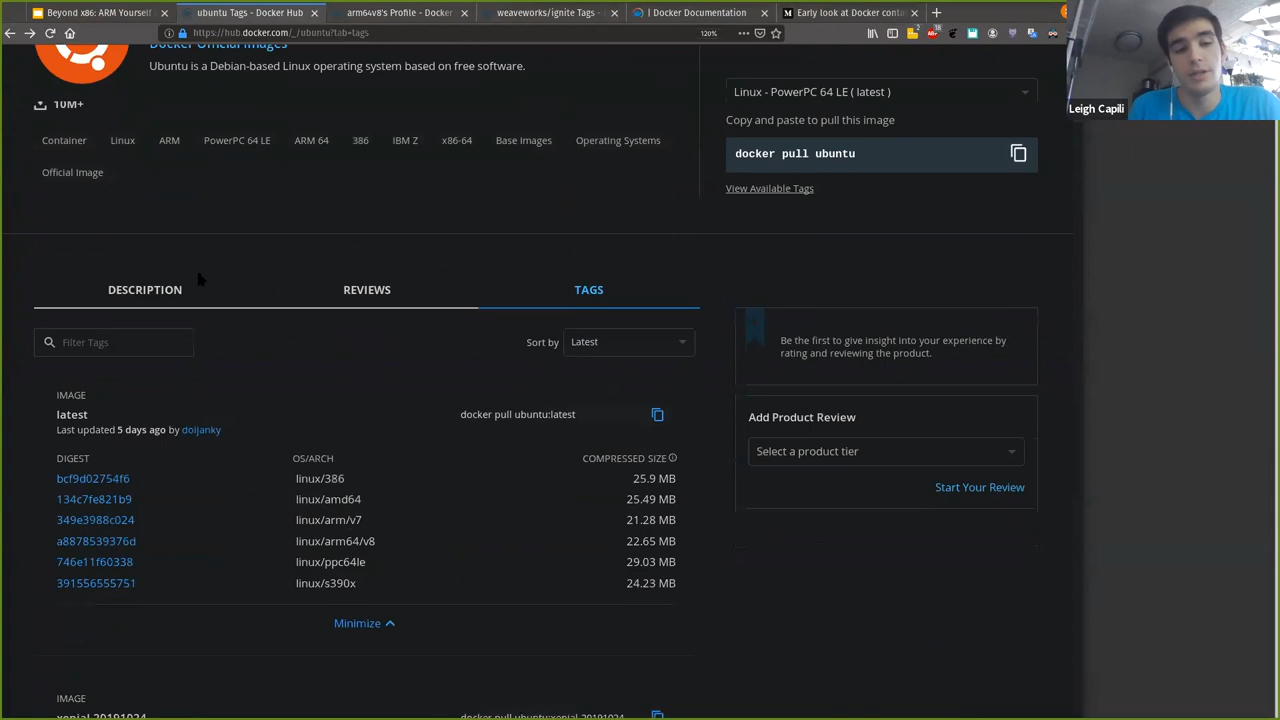 Beyond x86: ARM Yourself
ubuntu Tags - Docker Hub
arm64v8's Profile - Docker
weaveworks/ignite Tags -
| Docker Documentation
Early look at Docker conta
https://hub.docker.com/_/ubuntu?tab=tags
120%
Docker Official Images
Ubuntu is a Debian-based Linux operating system based on free software.
10M+
Container
Linux
ARM
PowerPC 64 LE
ARM 64
386
IBM Z
x86-64
Base Images
Operating Systems
Official Image
Linux - PowerPC 64 LE ( latest )
Copy and paste to pull this image
docker pull ubuntu
View Available Tags
Leigh Capili
DESCRIPTION
REVIEWS
TAGS
Filter Tags
Sort by
Latest
IMAGE
latest
docker pull ubuntu:latest
Last updated 5 days ago by doijanky
DIGEST
OS/ARCH
COMPRESSED SIZE
bcf9d02754f6
linux/386
25.9 MB
134c7fe821b9
linux/amd64
25.49 MB
349e3988c024
linux/arm/v7
21.28 MB
a8878539376d
linux/arm64/v8
22.65 MB
746e11f60338
linux/ppc64le
29.03 MB
391556555751
linux/s390x
24.23 MB
Minimize
Be the first to give insight into your experience by
rating and reviewing the product.
Add Product Review
Select a product tier
Start Your Review
IMAGE
xenial-20191024
docker pull ubuntu:xenial-20191024